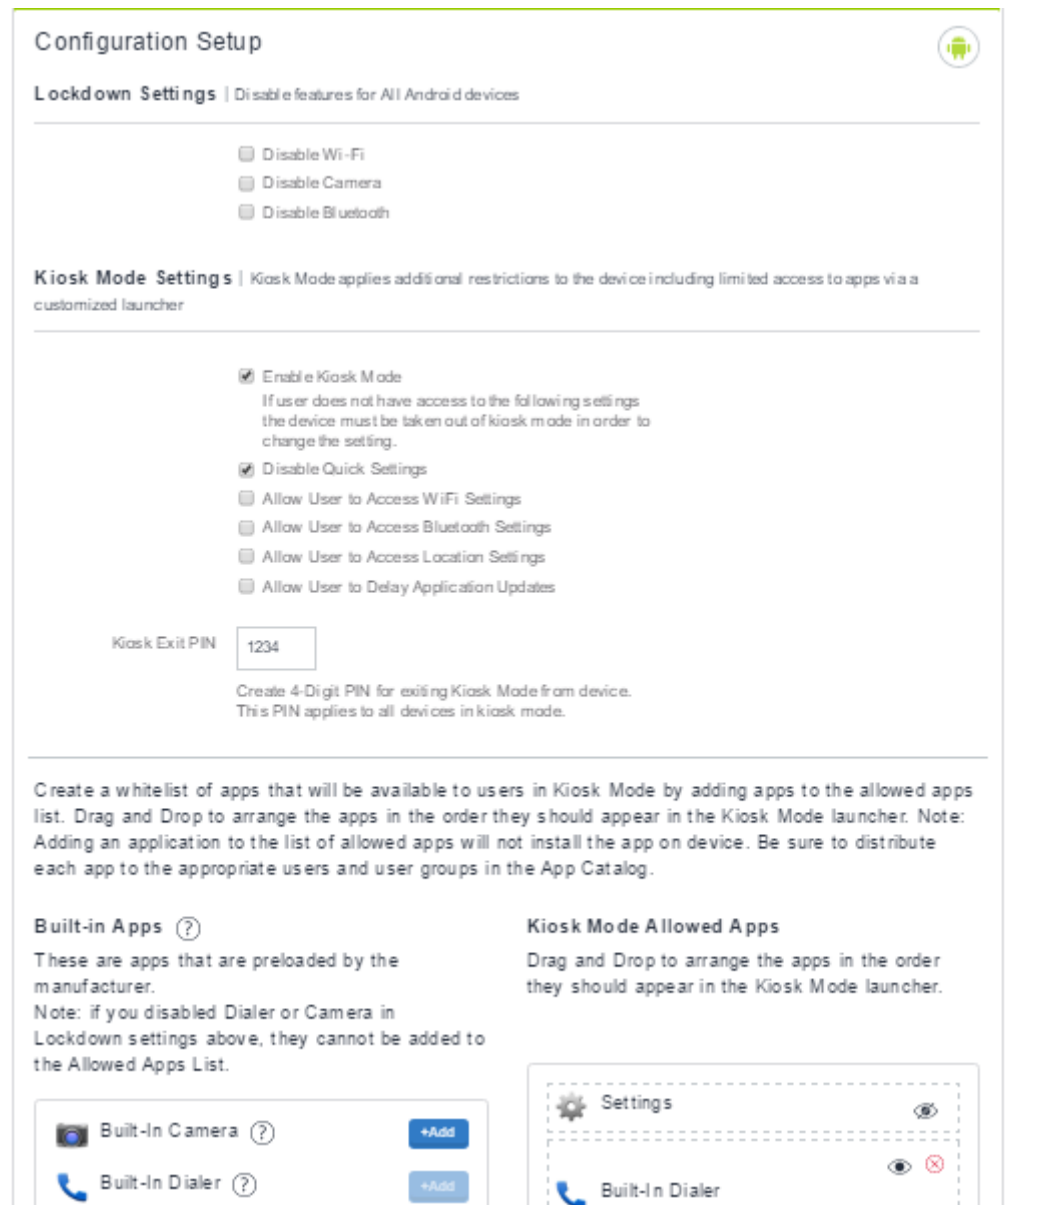 Configuration Setup
Lockdown Settings | Disable features for All Android devices
Disable Wi-Fi
Disable Camera
Disable Bluetooth
Kiosk Mode Settings | Kiosk Mode applies additional restrictions to the device including limited access to apps via a
customized launcher
Enable Kiosk Mode
If user does not have access to the following settings
the device must be taken out of kiosk mode in order to
change the setting.
Disable Quick Settings
Allow User to Access WiFi Settings
Allow User to Access Bluetooth Settings
Allow User to Access Location Settings
Allow User to Delay Application Updates
Kiosk Exit PIN 1234
Create 4-Digit PIN for exiting Kiosk Mode from device.
This PIN applies to all devices in kiosk mode.
Create a whitelist of apps that will be available to users in Kiosk Mode by adding apps to the allowed apps
list. Drag and Drop to arrange the apps in the order they should appear in the Kiosk Mode launcher. Note:
Adding an application to the list of allowed apps will not install the app on device. Be sure to distribute
each app to the appropriate users and user groups in the App Catalog.
Built-in Apps ?
These are apps that are preloaded by the
manufacturer.
Note: if you disabled Dialer or Camera in
Lockdown settings above, they cannot be added to
the Allowed Apps List.
Built-In Camera ? +Add
Built-In Dialer ? +Add
Kiosk Mode Allowed Apps
Drag and Drop to arrange the apps in the order
they should appear in the Kiosk Mode launcher.
Settings
Built-In Dialer